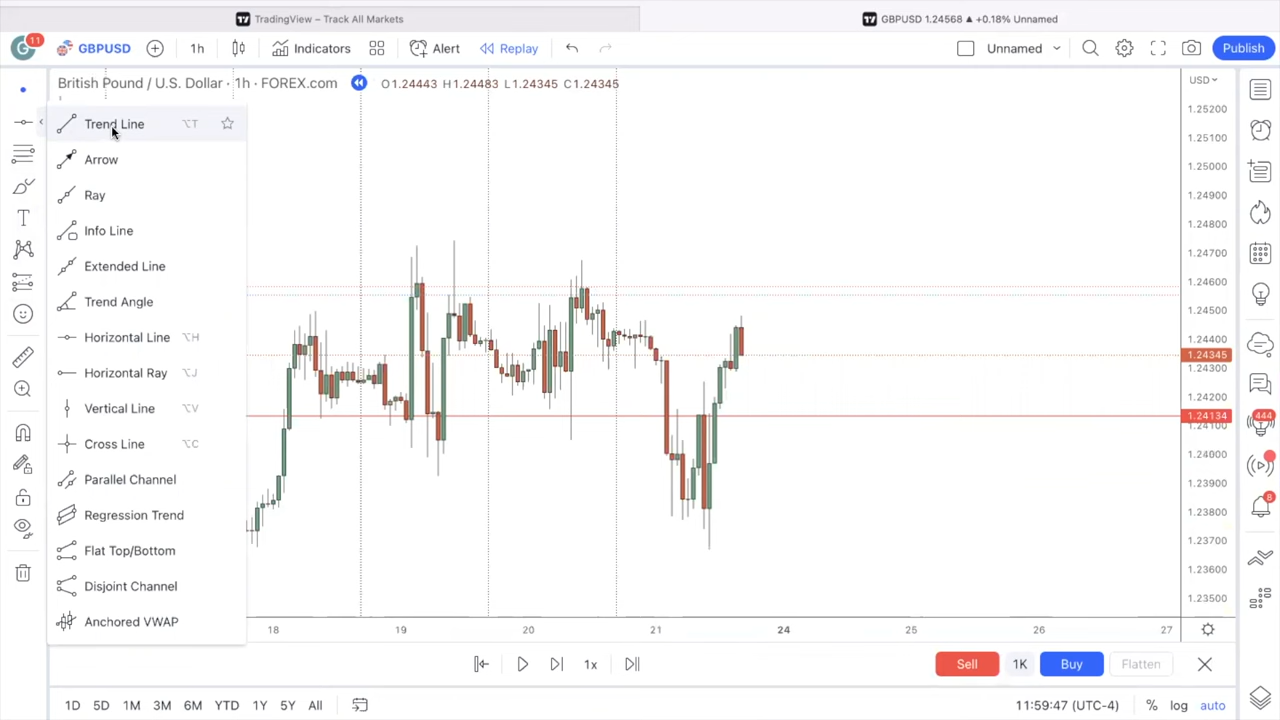 TradingView – Track All Markets
GBPUSD 1.24568 ▲ +0.18% Unnamed
G 11 GBPUSD 1h Indicators Alert Replay Unnamed Publish
British Pound / U.S. Dollar · 1h · FOREX.com O1.24443 H1.24483 L1.24345 C1.24345
USD
1.25200
1.25100
1.25000
1.24900
1.24800
1.24700
1.24600
1.24500
1.24400
1.24345
1.24300
1.24200
1.24134
1.24100
1.24000
1.23900
1.23800
1.23700
1.23600
1.23500
Trend Line ⌥T
Arrow
Ray
Info Line
Extended Line
Trend Angle
Horizontal Line ⌥H
Horizontal Ray ⌥J
Vertical Line ⌥V
Cross Line ⌥C
Parallel Channel
Regression Trend
Flat Top/Bottom
Disjoint Channel
Anchored VWAP
444
8
18 19 20 21 24 25 26 27
1x Sell 1K Buy Flatten
1D 5D 1M 3M 6M YTD 1Y 5Y All 11:59:47 (UTC-4) % log auto